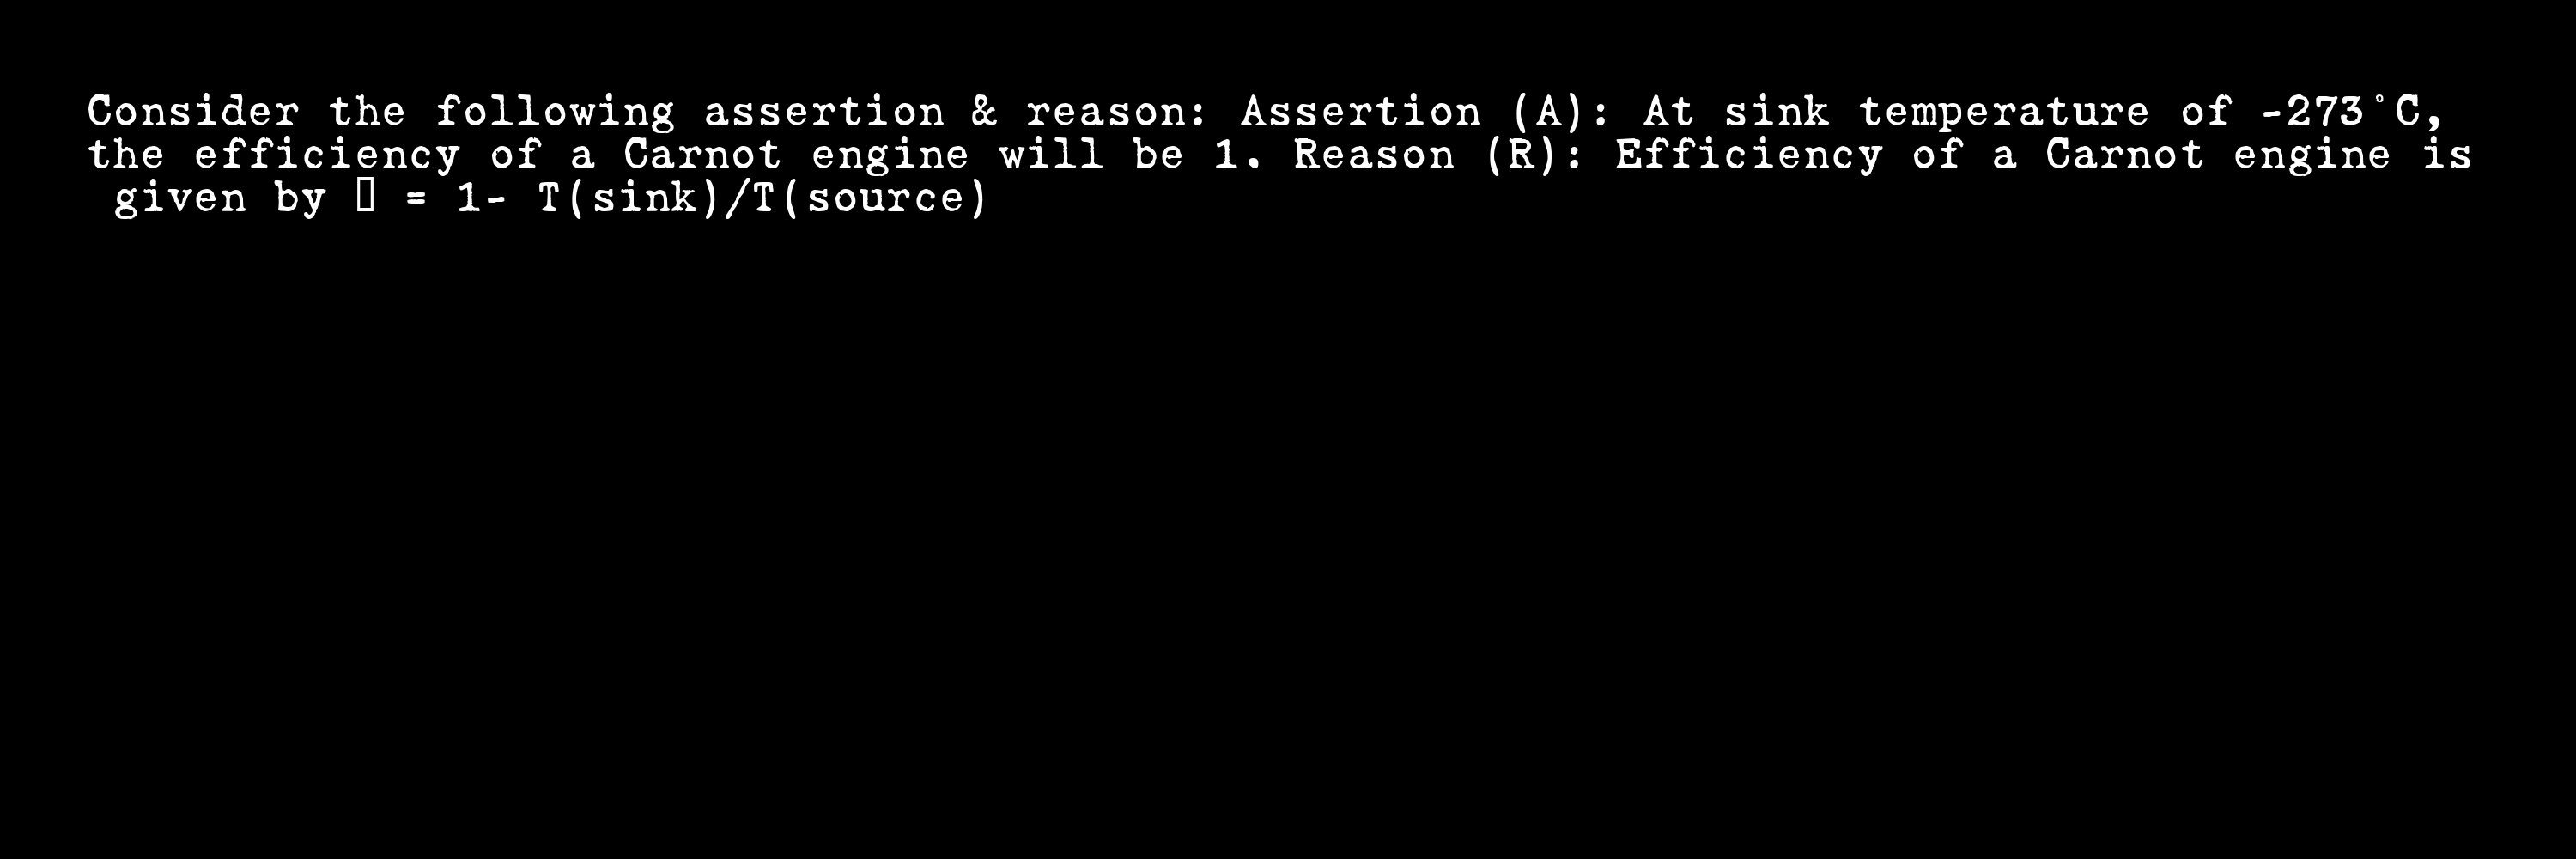 Consider the following assertion & reason: Assertion (A): At sink temperature of -273°C,
the efficiency of a Carnot engine will be 1. Reason (R): Efficiency of a Carnot engine is
given by □ = 1- T(sink)/T(source)